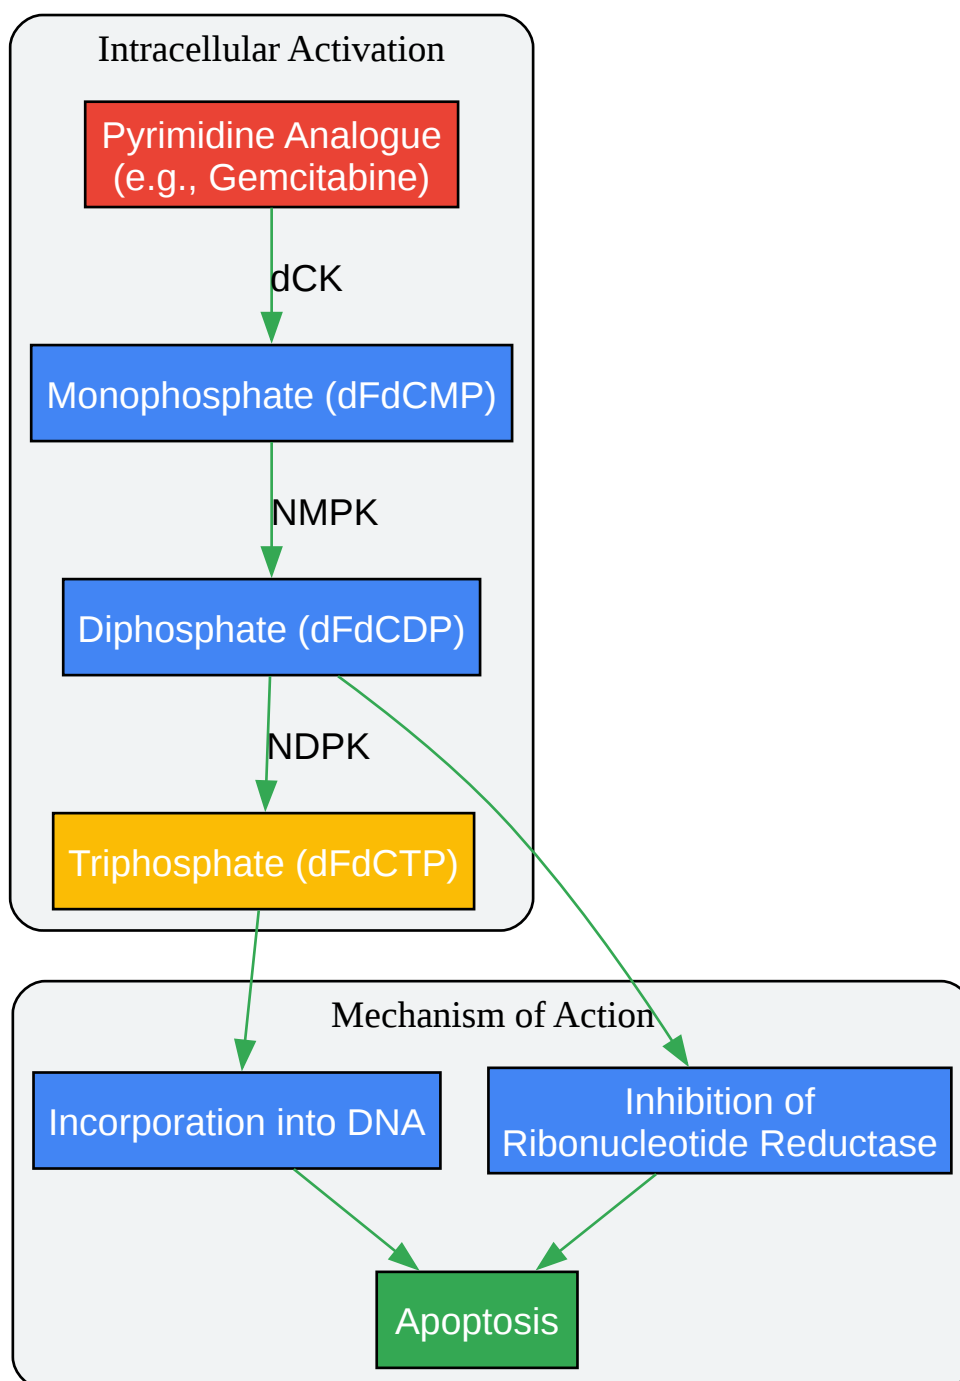 Intracellular Activation
Pyrimidine Analogue
(e.g., Gemcitabine)
dCK
Monophosphate (dFdCMP)
NMPK
Diphosphate (dFdCDP)
NDPK
Triphosphate (dFdCTP)
Mechanism of Action
Incorporation into DNA
Inhibition of
Ribonucleotide Reductase
Apoptosis